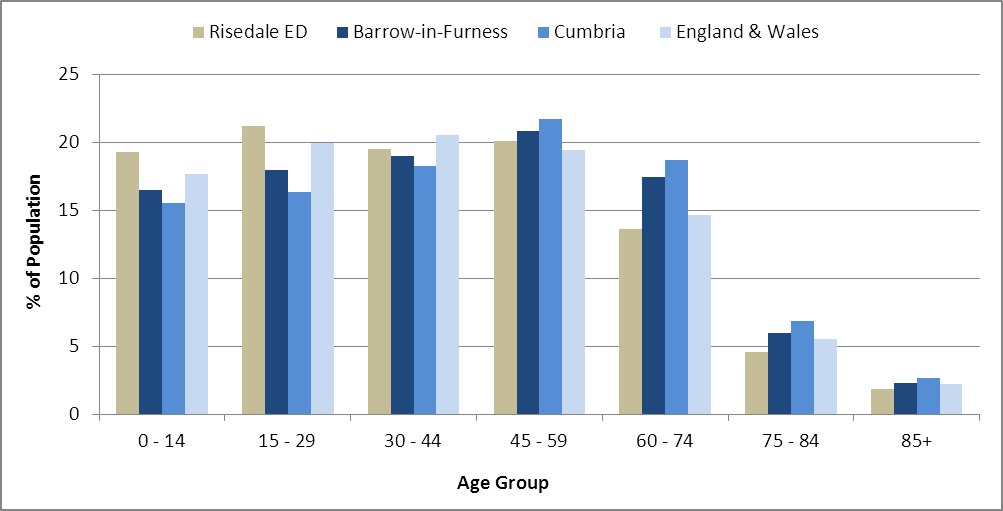 Risedale ED Barrow-in-Furness Cumbria England & Wales
% of Population
25
20
15
10
5
0
0 - 14 15 - 29 30 - 44 45 - 59 60 - 74 75 - 84 85+
Age Group